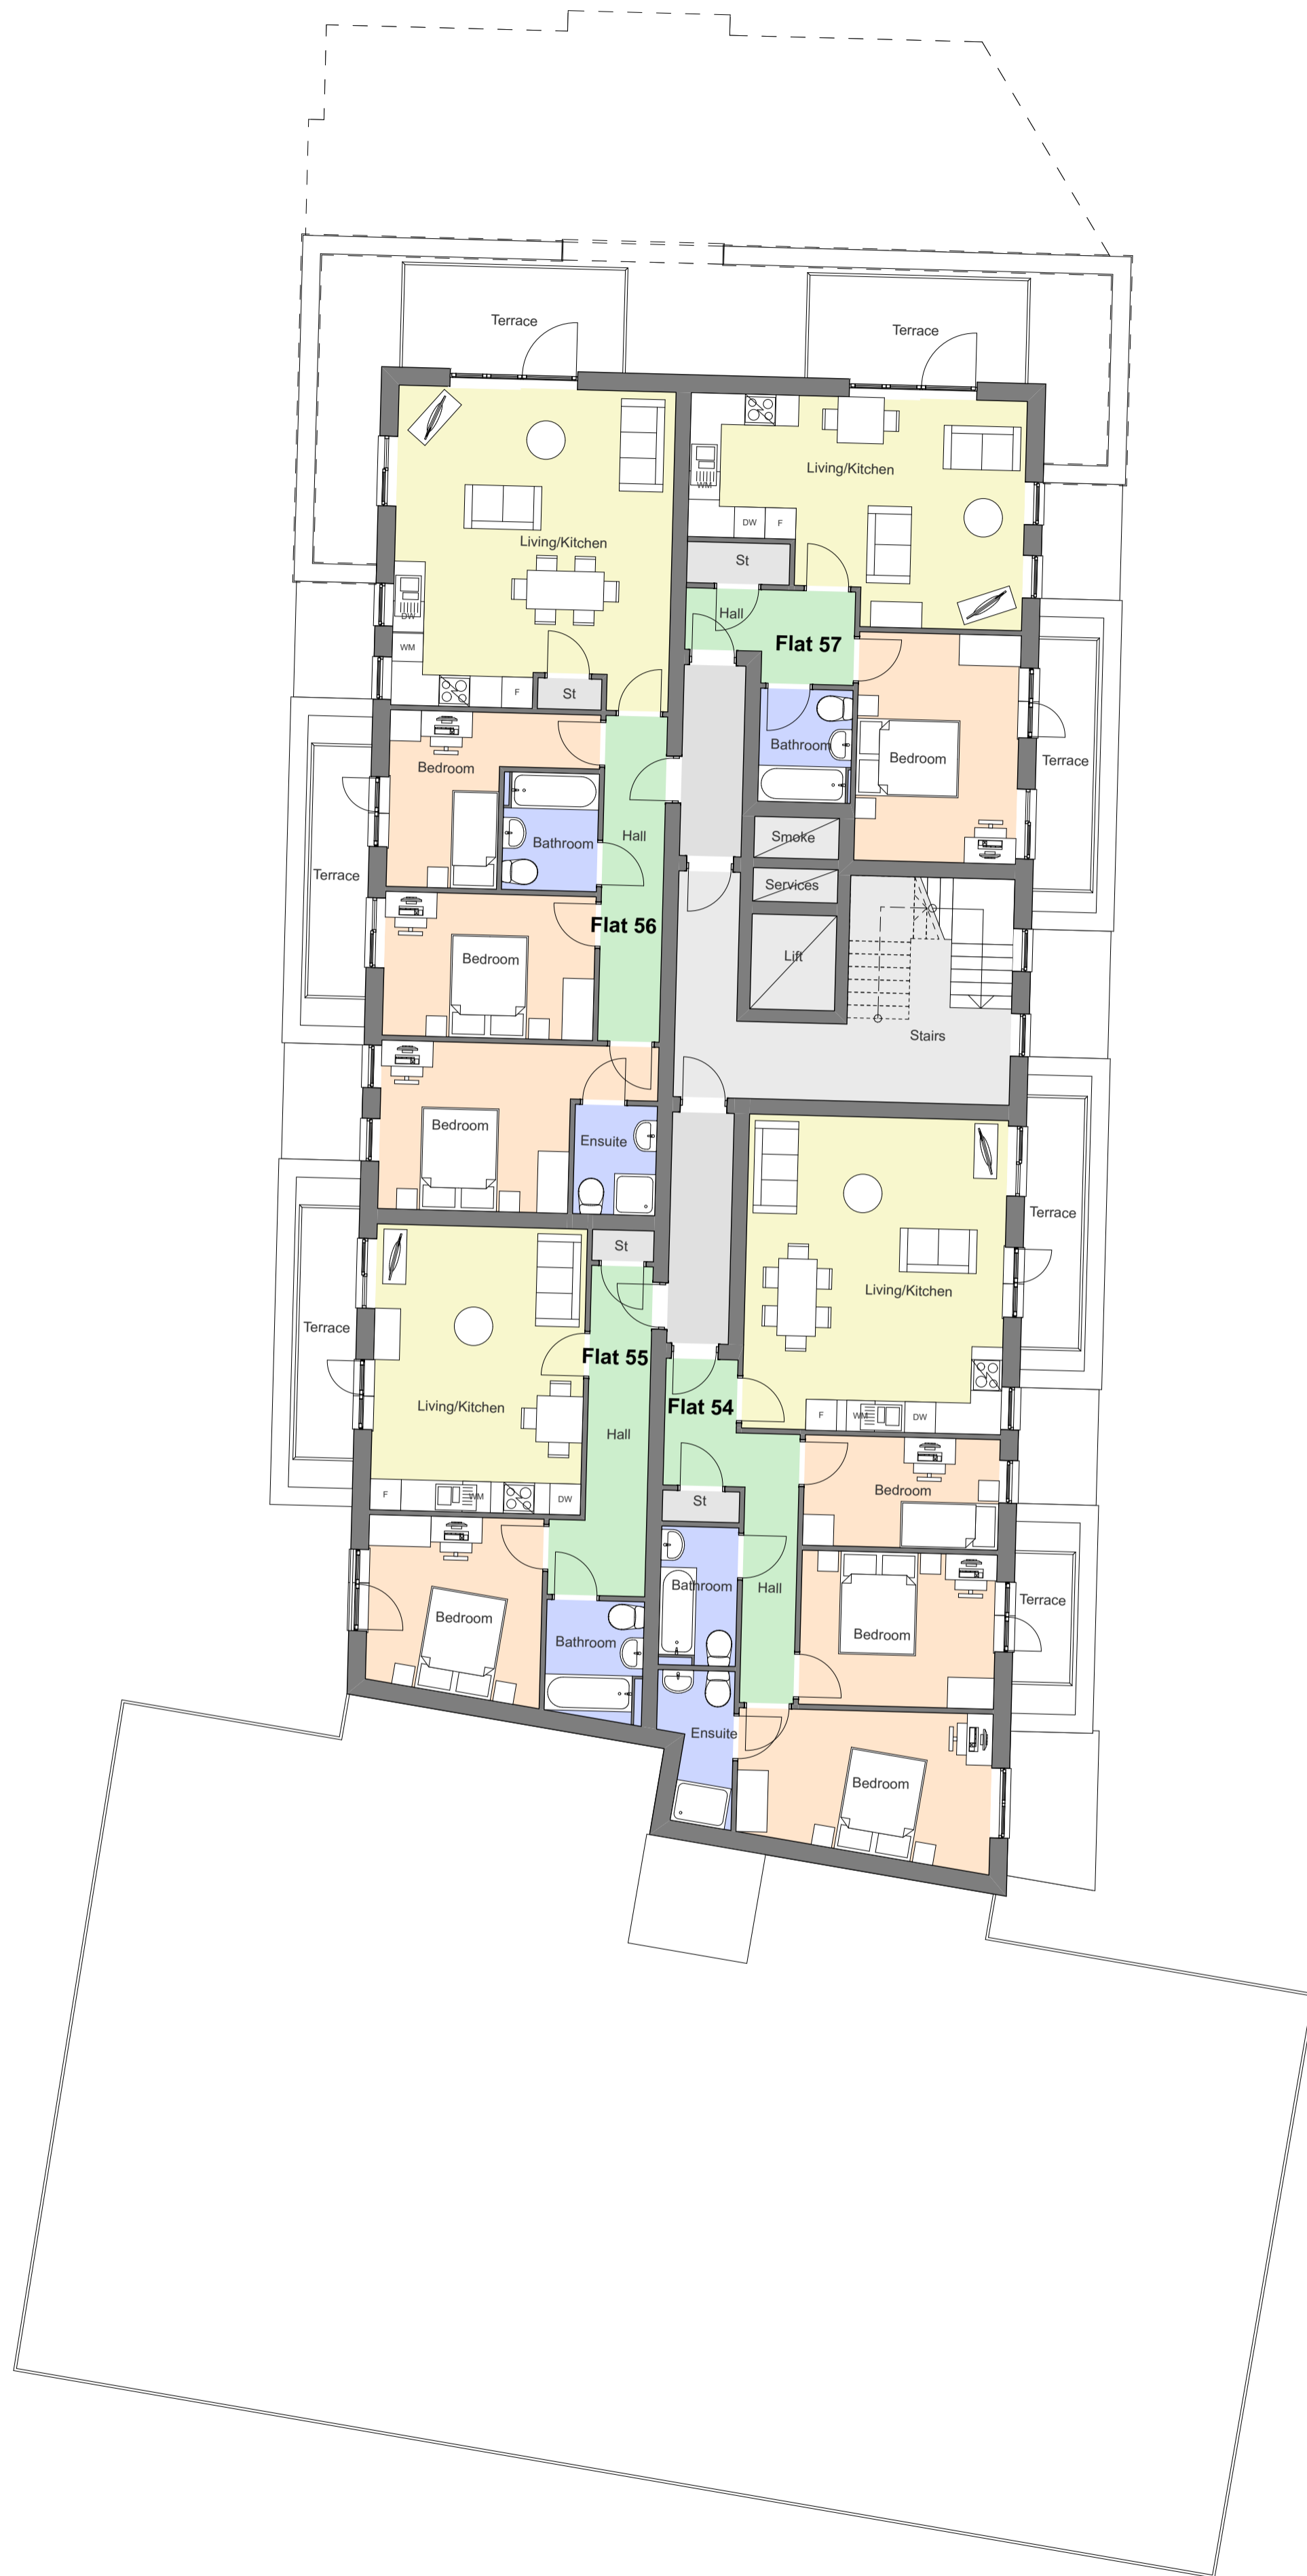 Terrace
Terrace
Living/Kitchen
WM
DW
F
Living/Kitchen
St
Hall
DW
Flat 57
WM
F
St
Bathroom
Bedroom
Terrace
Bedroom
Hall
Smoke
Bathroom
Terrace
Services
Flat 56
Lift
Bedroom
Stairs
Bedroom
Ensuite
Terrace
St
Living/Kitchen
Terrace
Flat 55
Living/Kitchen
Flat 54
F
WM
DW
Hall
Bedroom
F
WM
DW
St
Bathroom
Hall
Terrace
Bedroom
Bedroom
Bathroom
Ensuite
Bedroom